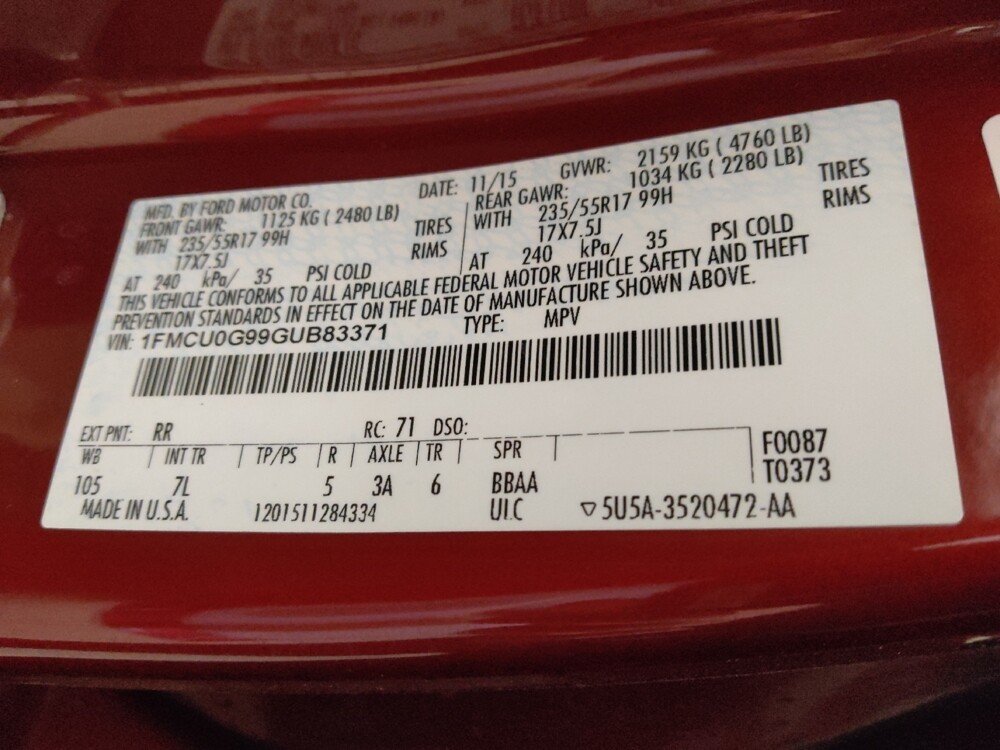 MFD. BY FORD MOTOR CO.
DATE: 11/15 GVWR: 2159 KG ( 4760 LB)
FRONT GAWR: 1125 KG ( 2480 LB) REAR GAWR: 1034 KG ( 2280 LB)
WITH 235/55R17 99H TIRES WITH 235/55R17 99H TIRES
17X7.5J RIMS 17X7.5J RIMS
AT 240 kPa/ 35 PSI COLD AT 240 kPa/ 35 PSI COLD
THIS VEHICLE CONFORMS TO ALL APPLICABLE FEDERAL MOTOR VEHICLE SAFETY AND THEFT
PREVENTION STANDARDS IN EFFECT ON THE DATE OF MANUFACTURE SHOWN ABOVE.
VIN: 1FMCU0G99GUB83371 TYPE: MPV
EXT PNT: RR RC: 71 DSO:
WB INT TR TP/PS R AXLE TR SPR F0087
105 7L 5 3A 6 BBAA T0373
MADE IN U.S.A. 1201511284334 UIC ▽5U5A-3520472-AA